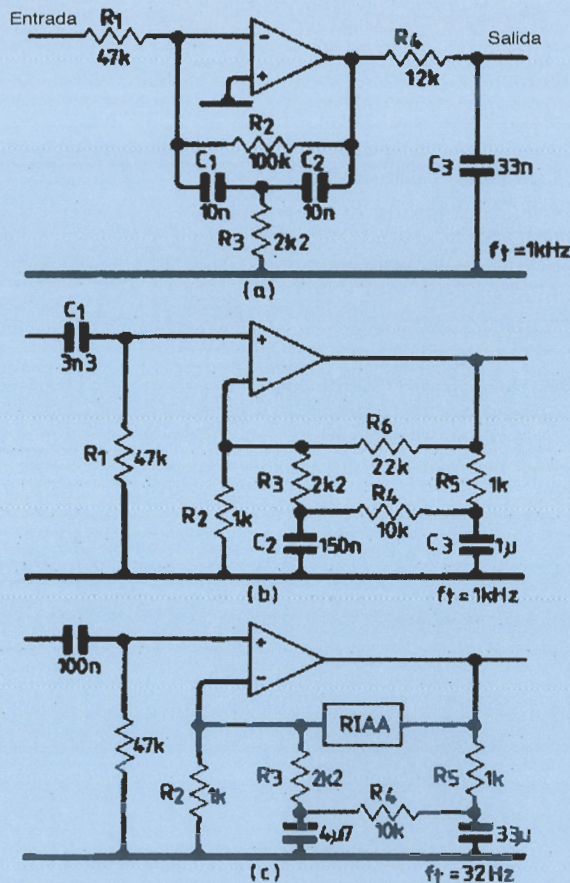 Entrada
R1
47k
R4
12k
Salida
R2
100k
C1
10n
C2
10n
C3
33n
R3
2k2
ft=1kHz
(a)
C1
3n3
R1
47k
R6
22k
R3
2k2
R4
10k
R5
1k
R2
1k
C2
150n
C3
1µ
(b)
ft=1kHz
100n
47k
RIAA
R2
1k
R3
2k2
R4
10k
R5
1k
4µ7
33µ
(c)
ft=32Hz